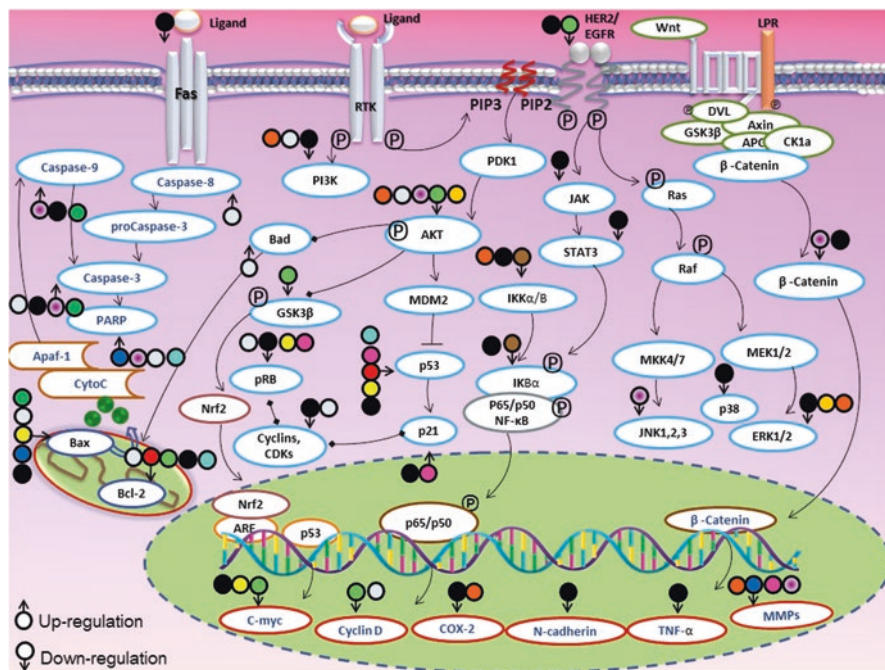 Ligand
Ligand
HER2/
EGFR
Wnt
LPR
Fas
RTK
PIP3
PIP2
P
DVL
P
GSK3β
Axin
APC
CK1a
β-Catenin
P
P
P
P
Caspase-9
Caspase-8
PI3K
PDK1
JAK
P
Ras
proCaspase-3
Bad
P
AKT
STAT3
P
Raf
β-Catenin
Caspase-3
P
GSK3β
MDM2
IKKα/B
PARP
Apaf-1
CytoC
pRB
p53
P
IKBα
MKK4/7
MEK1/2
Nrf2
P65/p50
NF-κB
P
p38
Bax
Cyclins,
CDKs
p21
JNK1,2,3
ERK1/2
Bcl-2
Nrf2
ARE
p53
p65/p50
P
β-Catenin
C-myc
Cyclin D
COX-2
N-cadherin
TNF-α
MMPs
Up-regulation
Down-regulation